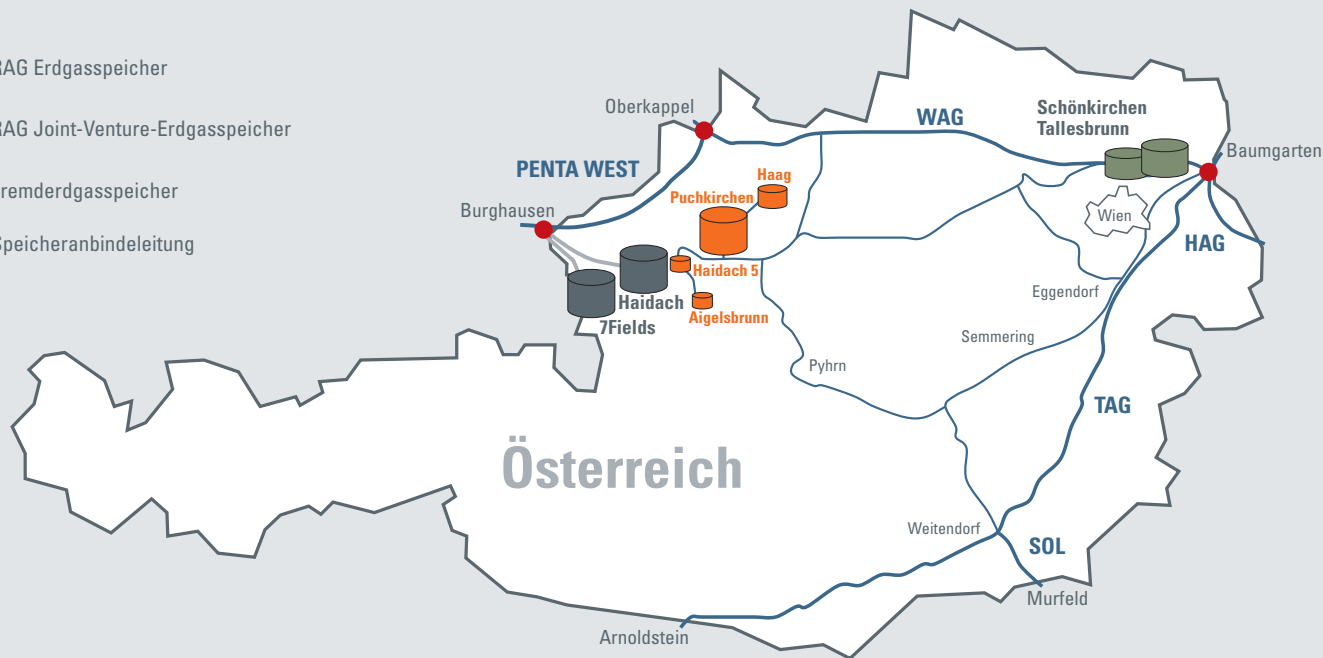 RAG Erdgasspeicher
RAG Joint-Venture-Erdgasspeicher
remderdgasspeicher
Speicheranbindeleitung
Oberkappel
WAG
Schönkirchen
Tallesbrunn
Baumgarten
PENTA WEST
Haag
Puchkirchen
Burghausen
Wien
HAG
Haidach 5
Haidach
Aigelsbrunn
7Fields
Eggendorf
Semmering
Pyhrn
TAG
Österreich
Weitendorf
SOL
Murfeld
Arnoldstein